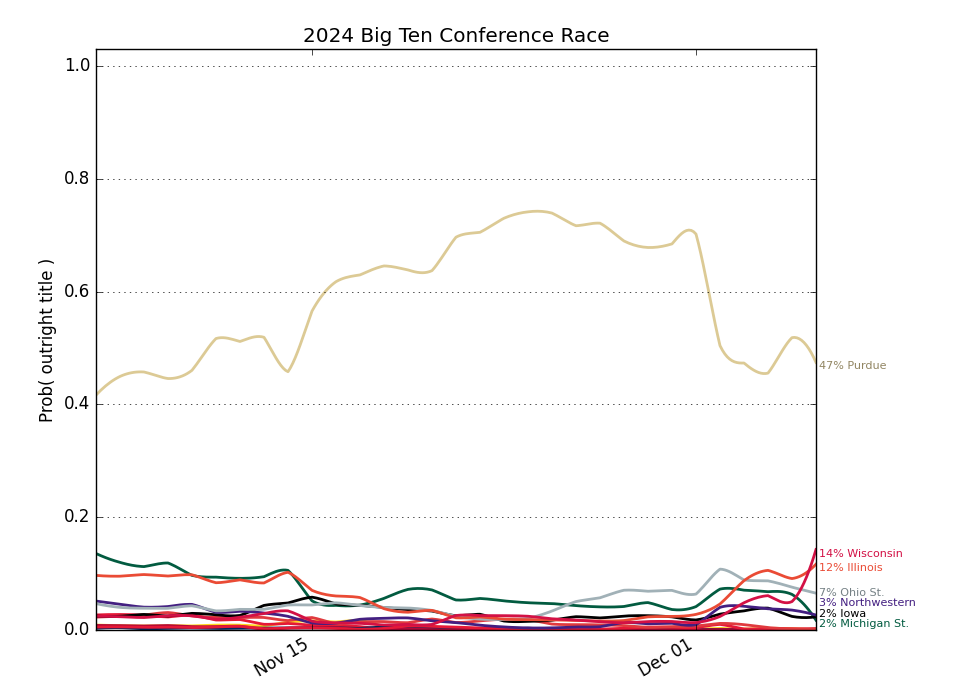 2024 Big Ten Conference Race
Prob( outright title )
1.0
0.8
0.6
0.4
0.2
0.0
Nov 15
Dec 01
47% Purdue
14% Wisconsin
12% Illinois
7% Ohio St.
3% Northwestern
2% Iowa
2% Michigan St.